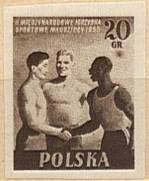 II MIĘDZYNARODOWE IGRZYSKA
SPORTOWE MŁODZIEŻY 1955
20
GR
POLSKA